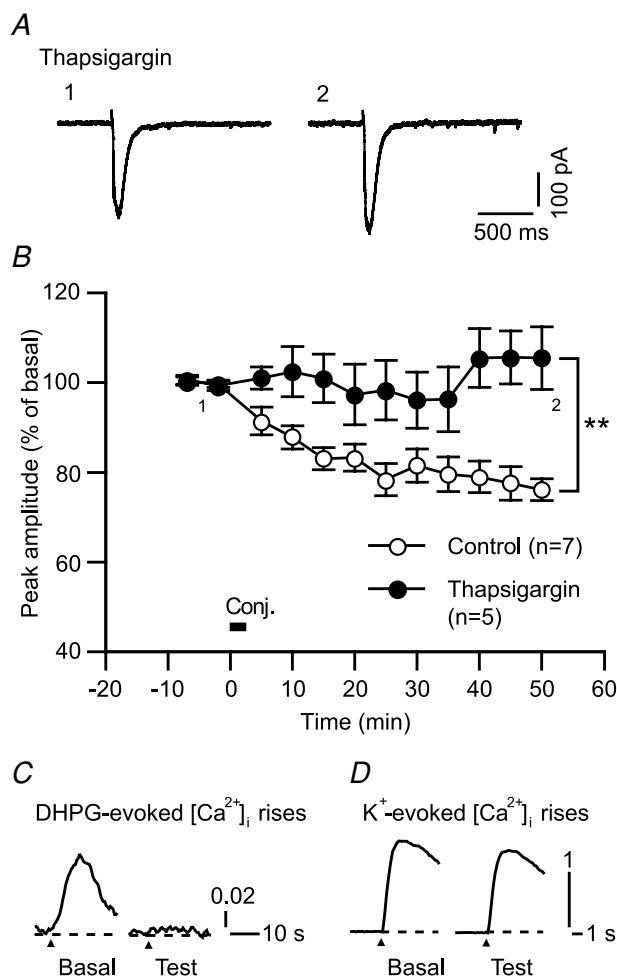 A
Thapsigargin
1
2
100 pA
500 ms
B
120
100
80
60
40
Peak amplitude (% of basal)
1
2
**
Control (n=7)
Thapsigargin
(n=5)
Conj.
-20 -10 0 10 20 30 40 50 60
Time (min)
C
DHPG-evoked [Ca²⁺]ᵢ rises
0.02
10 s
Basal Test
D
K⁺-evoked [Ca²⁺]ᵢ rises
1
1 s
Basal Test